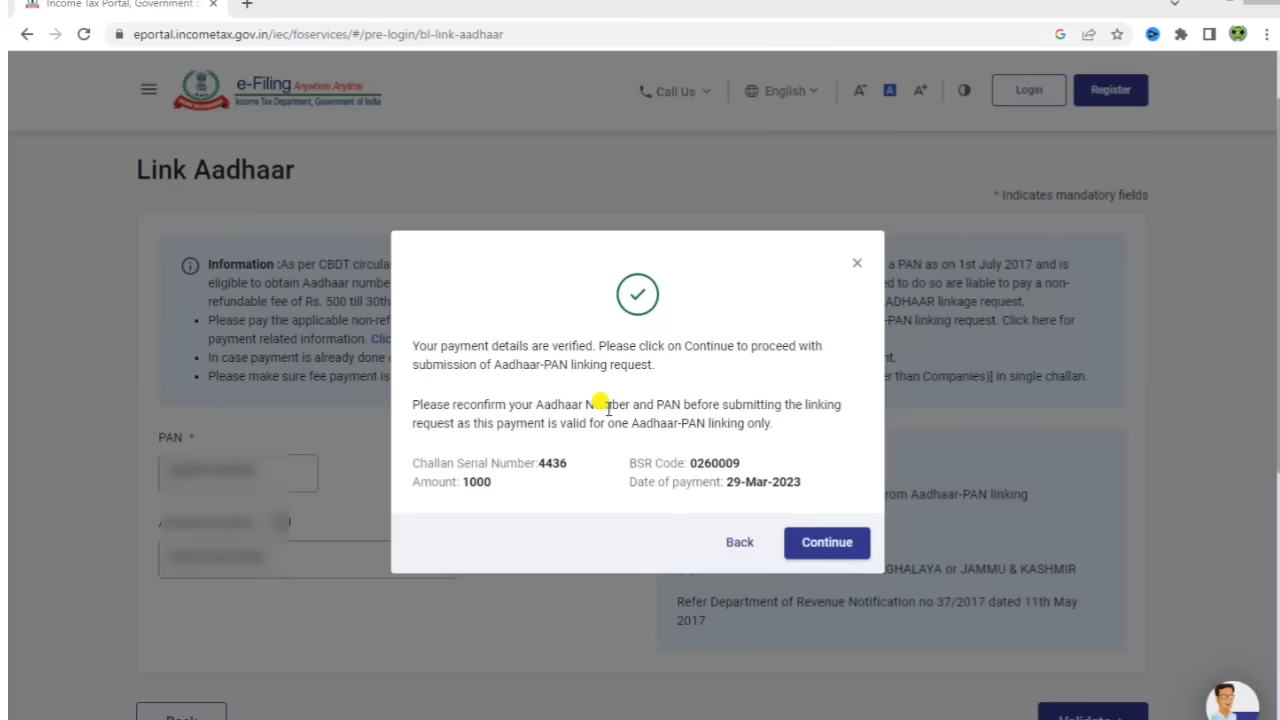 Income Tax Portal, Government
eportal.incometax.gov.in/iec/foservices/#/pre-login/bl-link-aadhaar
e-Filing Anywhere Anytime
Income Tax Department, Government of India
Call Us
English
A-
A
A+
Login
Register
Link Aadhaar
* Indicates mandatory fields
Information :As per CBDT circula
a PAN as on 1st July 2017 and is
eligible to obtain Aadhaar numbe
ed to do so are liable to pay a non-
refundable fee of Rs. 500 till 30th
ADHAAR linkage request.
Please pay the applicable non-ref
-PAN linking request. Click here for
payment related information. Clic
In case payment is already done
nt.
Please make sure fee payment is
er than Companies)] in single challan.
Your payment details are verified. Please click on Continue to proceed with
submission of Aadhaar-PAN linking request.
Please reconfirm your Aadhaar Number and PAN before submitting the linking
request as this payment is valid for one Aadhaar-PAN linking only.
Challan Serial Number:4436
BSR Code: 0260009
Amount: 1000
Date of payment: 29-Mar-2023
Back
Continue
PAN *
rom Aadhaar-PAN linking
GHALAYA or JAMMU & KASHMIR
Refer Department of Revenue Notification no 37/2017 dated 11th May
2017
Back
Validate